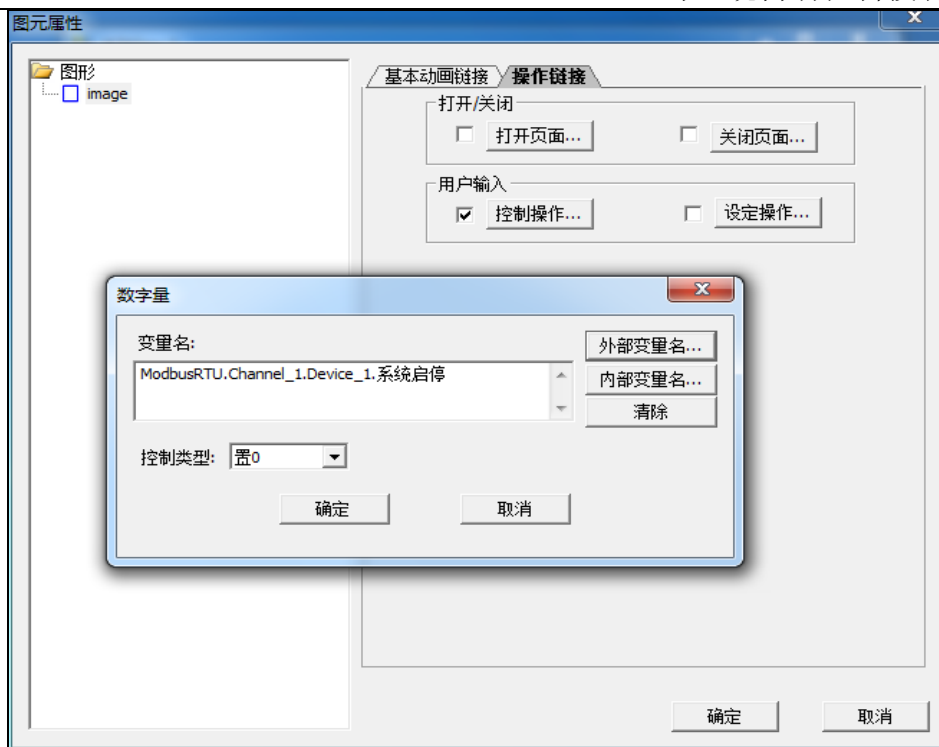 图元属性
图形
image
基本动画链接
操作链接
打开/关闭
打开页面...
关闭页面...
用户输入
控制操作...
设定操作...
数字量
变量名:
外部变量名...
ModbusRTU.Channel_1.Device_1.系统启停
内部变量名...
清除
控制类型: 置0
确定
取消
确定
取消